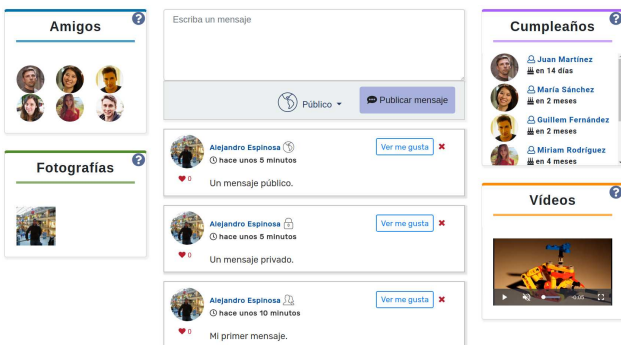 Amigos
?
Fotografías
?
Escriba un mensaje
Público
Publicar mensaje
Alejandro Espinosa
hace unos 5 minutos
Ver me gusta
0
Un mensaje público.
Alejandro Espinosa
hace unos 5 minutos
Ver me gusta
0
Un mensaje privado.
Alejandro Espinosa
hace unos 10 minutos
Ver me gusta
0
Mi primer mensaje.
Cumpleaños
?
Juan Martínez
en 14 días
María Sánchez
en 2 meses
Guillem Fernández
en 2 meses
Miriam Rodríguez
en 4 meses
Vídeos
?
-0:05